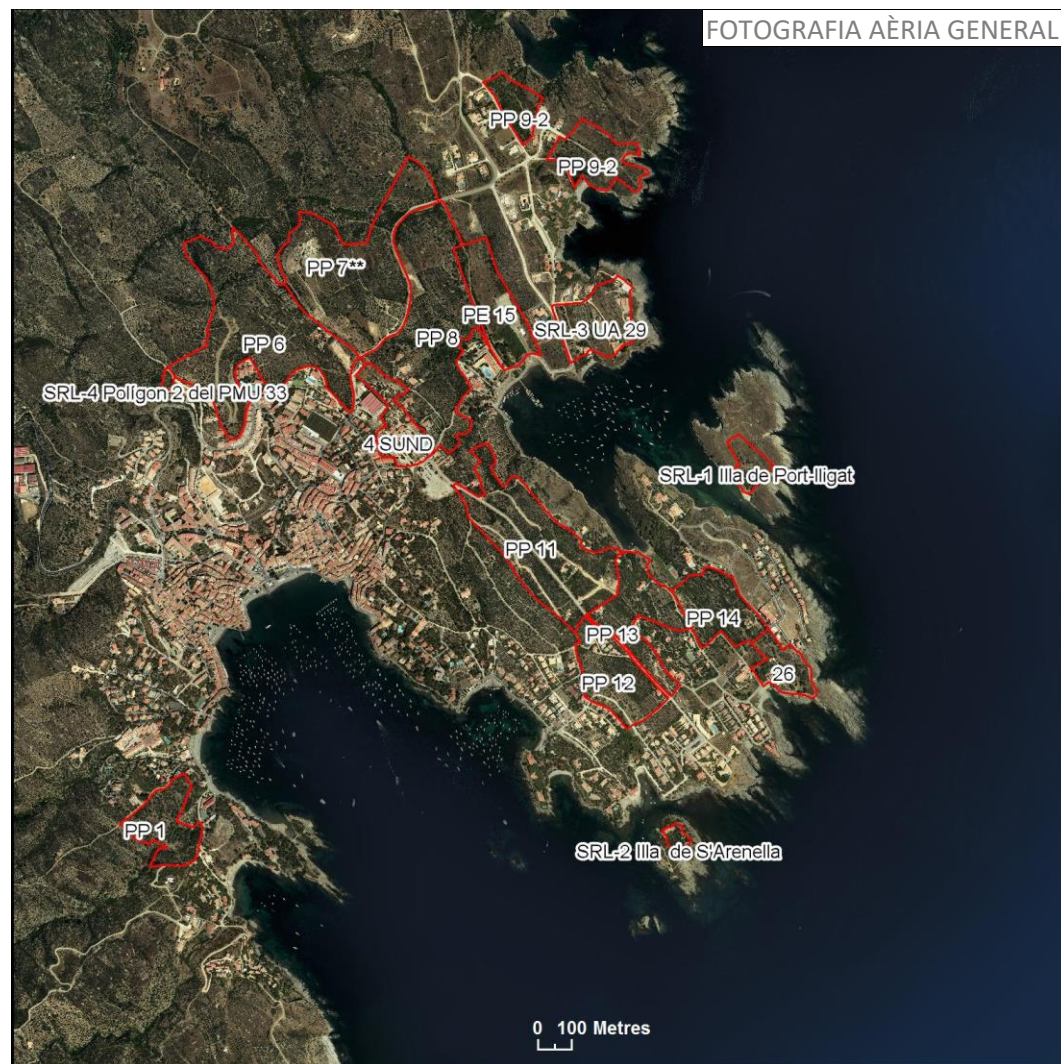 FOTOGRAFIA AÈRIA GENERAL
PP 9-2
PP 9-2
PP 7**
PE 15
SRL-3 UA 29
PP 8
PP 6
SRL-4 Polígon 2 del PMU 33
4 SUND
SRL-1 Illa de Port-lligat
PP 11
PP 14
PP 13
26
PP 12
PP 1
SRL-2 Illa de S'Arenella
0 100 Metres